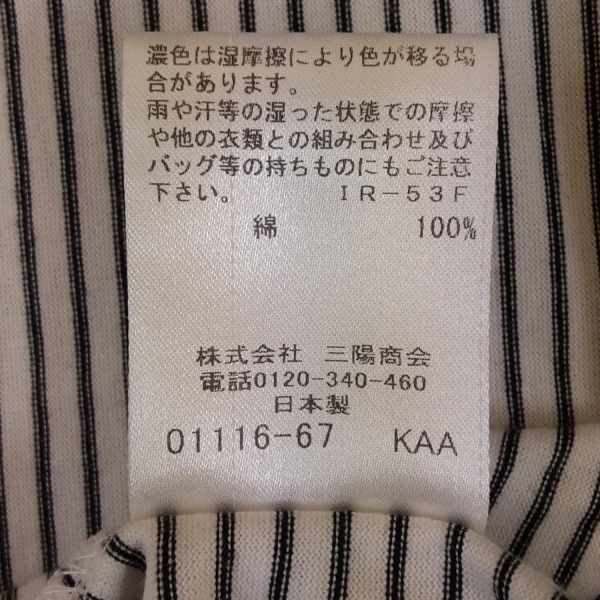 濃色は湿摩擦により色が移る場
合があります。
雨や汗等の湿った状態での摩擦
や他の衣類との組み合わせ及び
バッグ等の持ちものにもご注意
下さい。 IR-53F
綿 100%
株式会社 三陽商会
電話0120-340-460
日本製
01116-67 KAA